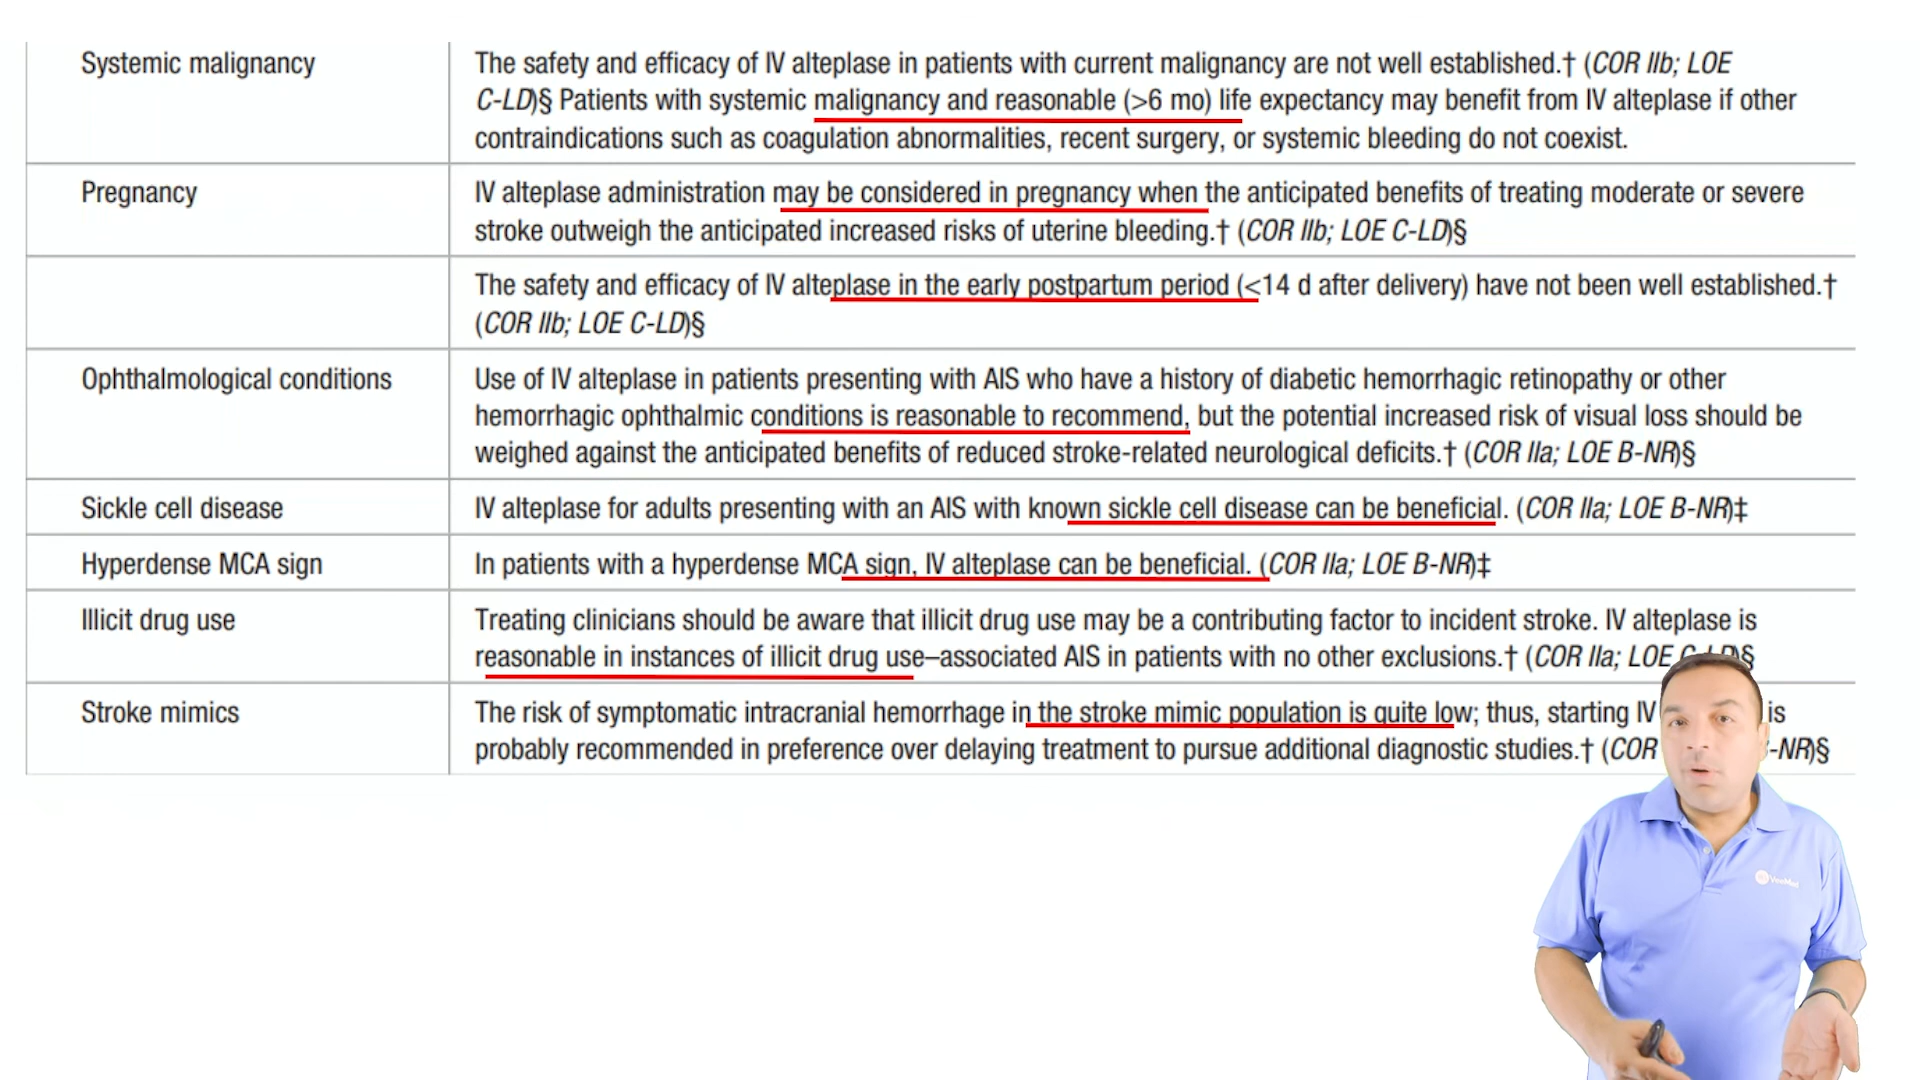 Systemic malignancy
The safety and efficacy of IV alteplase in patients with current malignancy are not well established.† (COR IIb; LOE
C-LD)§ Patients with systemic malignancy and reasonable (>6 mo) life expectancy may benefit from IV alteplase if other
contraindications such as coagulation abnormalities, recent surgery, or systemic bleeding do not coexist.
Pregnancy
IV alteplase administration may be considered in pregnancy when the anticipated benefits of treating moderate or severe
stroke outweigh the anticipated increased risks of uterine bleeding.† (COR IIb; LOE C-LD)§
The safety and efficacy of IV alteplase in the early postpartum period (<14 d after delivery) have not been well established.†
(COR IIb; LOE C-LD)§
Ophthalmological conditions
Use of IV alteplase in patients presenting with AIS who have a history of diabetic hemorrhagic retinopathy or other
hemorrhagic ophthalmic conditions is reasonable to recommend, but the potential increased risk of visual loss should be
weighed against the anticipated benefits of reduced stroke-related neurological deficits.† (COR IIa; LOE B-NR)§
Sickle cell disease
IV alteplase for adults presenting with an AIS with known sickle cell disease can be beneficial. (COR IIa; LOE B-NR)‡
Hyperdense MCA sign
In patients with a hyperdense MCA sign, IV alteplase can be beneficial. (COR IIa; LOE B-NR)‡
Illicit drug use
Treating clinicians should be aware that illicit drug use may be a contributing factor to incident stroke. IV alteplase is
reasonable in instances of illicit drug use–associated AIS in patients with no other exclusions.† (COR IIa; LOE §
Stroke mimics
The risk of symptomatic intracranial hemorrhage in the stroke mimic population is quite low; thus, starting IV is
probably recommended in preference over delaying treatment to pursue additional diagnostic studies.† (COR -NR)§